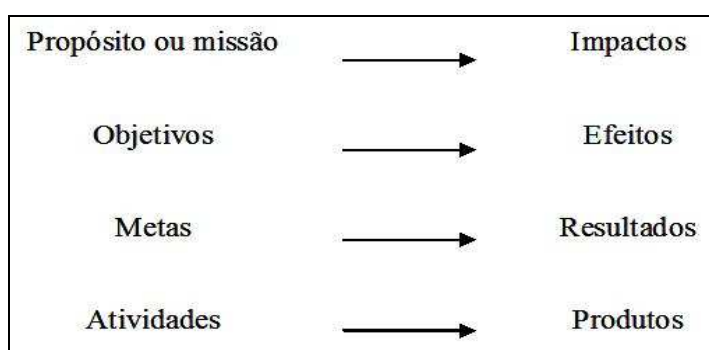 Propósito ou missão Impactos
Objetivos Efeitos
Metas Resultados
Atividades Produtos